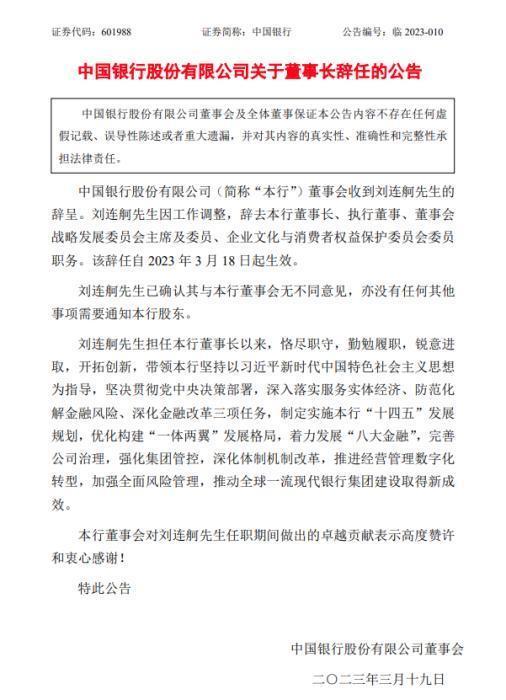 证券代码：601988 证券简称：中国银行 公告编号：临 2023-010
中国银行股份有限公司关于董事长辞任的公告
中国银行股份有限公司董事会及全体董事保证本公告内容不存在任何虚
假记载、误导性陈述或者重大遗漏，并对其内容的真实性、准确性和完整性承
担法律责任。
中国银行股份有限公司（简称“本行”）董事会收到刘连舸先生的
辞呈。刘连舸先生因工作调整，辞去本行董事长、执行董事、董事会
战略发展委员会主席及委员、企业文化与消费者权益保护委员会委员
职务。该辞任自 2023 年 3 月 18 日起生效。
刘连舸先生已确认其与本行董事会无不同意见，亦没有任何其他
事项需要通知本行股东。
刘连舸先生担任本行董事长以来，恪尽职守，勤勉履职，锐意进
取，开拓创新，带领本行坚持以习近平新时代中国特色社会主义思想
为指导，坚决贯彻党中央决策部署，深入落实服务实体经济、防范化
解金融风险、深化金融改革三项任务，制定实施本行“十四五”发展
规划，优化构建“一体两翼”发展格局，着力发展“八大金融”，完善
公司治理，强化集团管控，深化体制机制改革，推进经营管理数字化
转型，加强全面风险管理，推动全球一流现代银行集团建设取得新成
效。
本行董事会对刘连舸先生任职期间做出的卓越贡献表示高度赞许
和衷心感谢！
特此公告
中国银行股份有限公司董事会
二〇二三年三月十九日